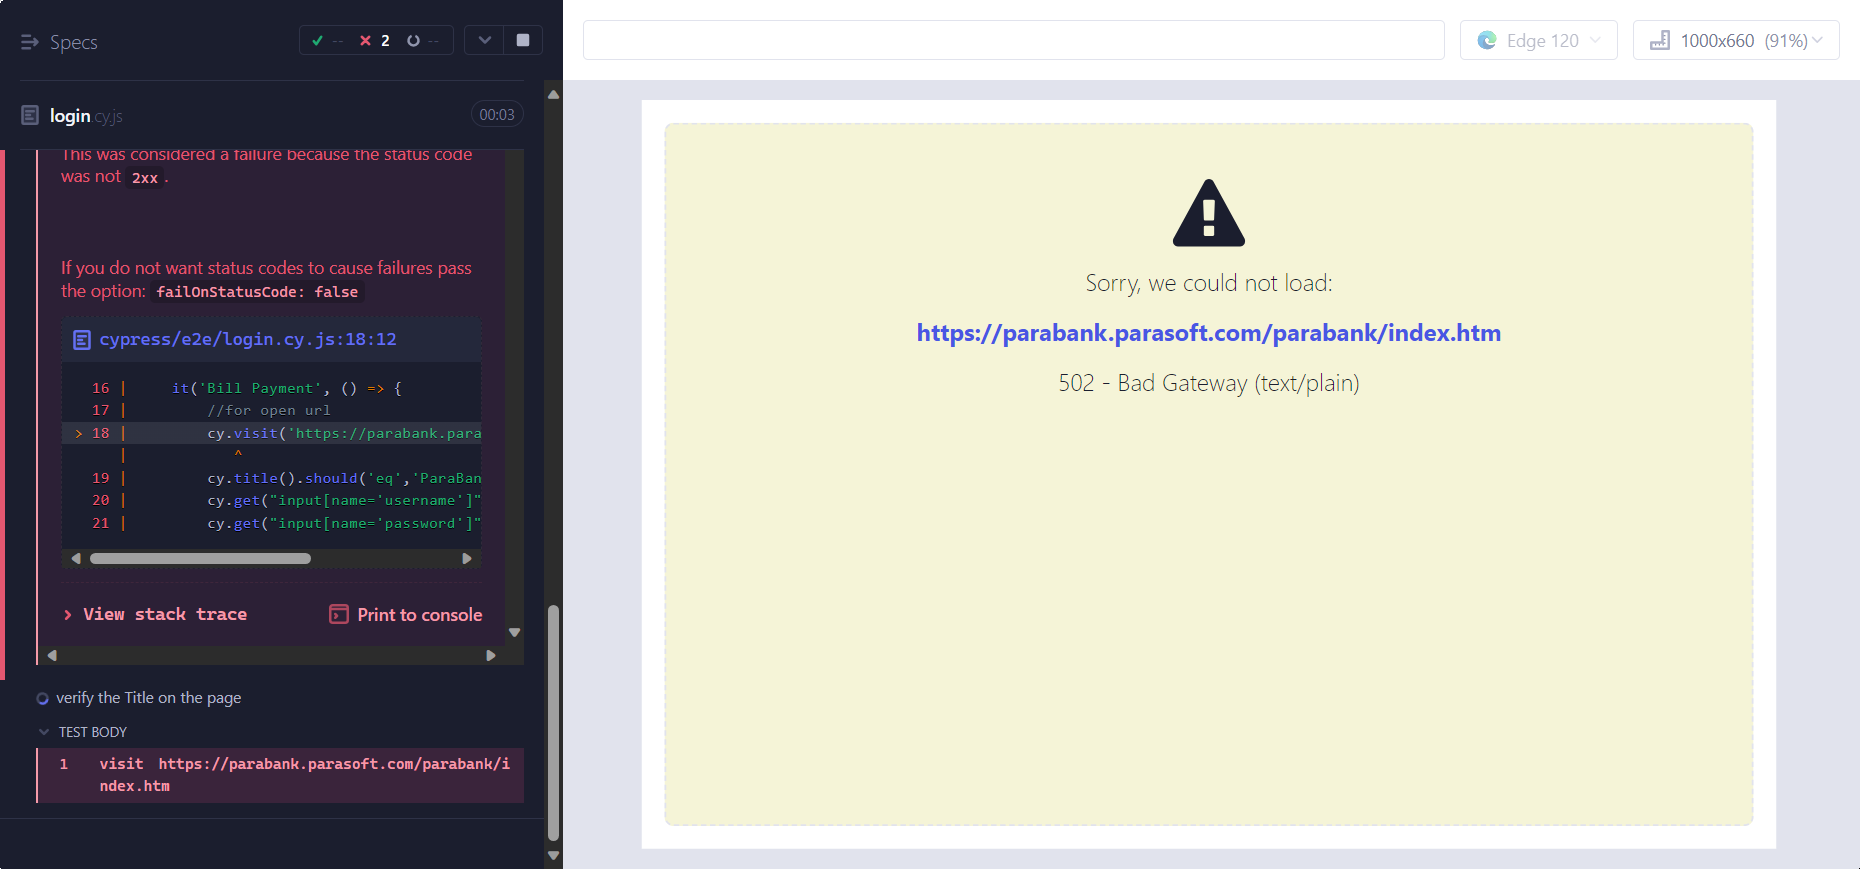 Specs
-- 2 --
login.cy.js
00:03
This was considered a failure because the status code
was not 2xx.
If you do not want status codes to cause failures pass
the option: failOnStatusCode: false
cypress/e2e/login.cy.js:18:12
16 | it('Bill Payment', () => {
17 | //for open url
> 18 | cy.visit('https://parabank.para
| ^
19 | cy.title().should('eq','ParaBan
20 | cy.get("input[name='username']"
21 | cy.get("input[name='password']"
> View stack trace
Print to console
verify the Title on the page
TEST BODY
1 visit https://parabank.parasoft.com/parabank/i
ndex.htm
Edge 120
1000x660 (91%)
Sorry, we could not load:
https://parabank.parasoft.com/parabank/index.htm
502 - Bad Gateway (text/plain)